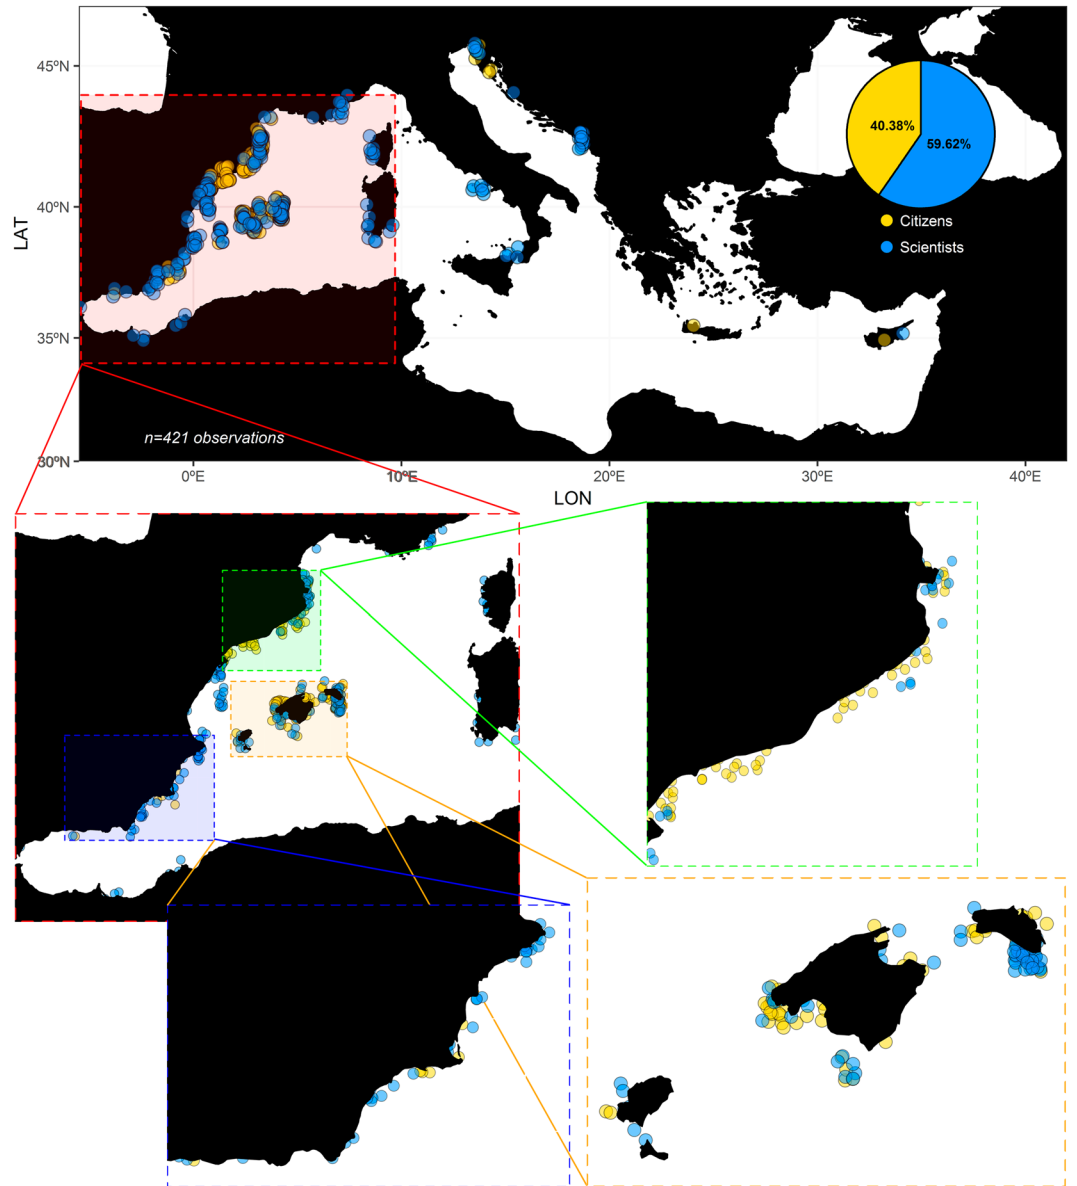 45ºN
40ºN
35ºN
30ºN
LAT
40.38%
59.62%
Citizens
Scientists
n=421 observations
0ºE
10ºE
20ºE
30ºE
40ºE
LON